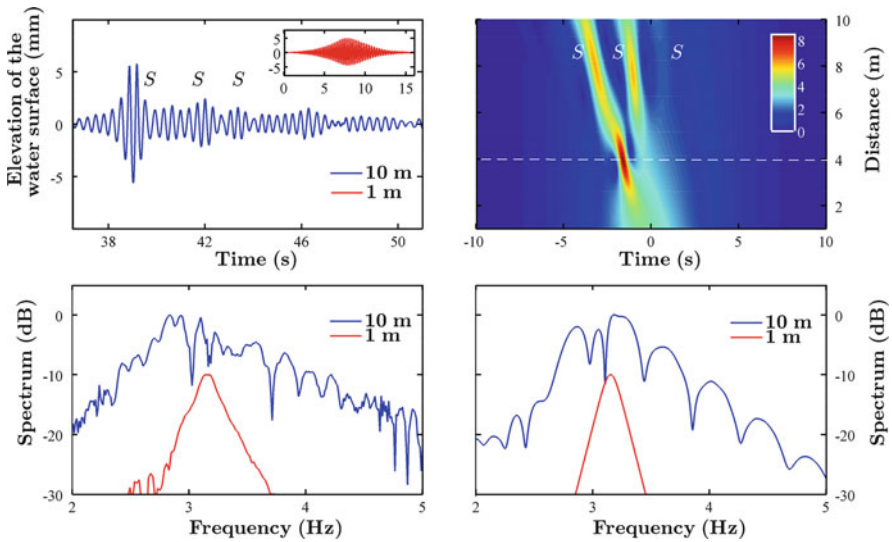 Elevation of the
water surface (mm)
5
0
-5
S S S
5
0
-5
0 5 10 15
10 m
1 m
38 42 46 50
Time (s)
S S S
8
6
4
2
0
10
8
6
4
2
Distance (m)
-10 -5 0 5 10
Time (s)
Spectrum (dB)
0
-10
-20
-30
10 m
1 m
2 3 4 5
Frequency (Hz)
0
-10
-20
-30
10 m
1 m
Spectrum (dB)
2 3 4 5
Frequency (Hz)